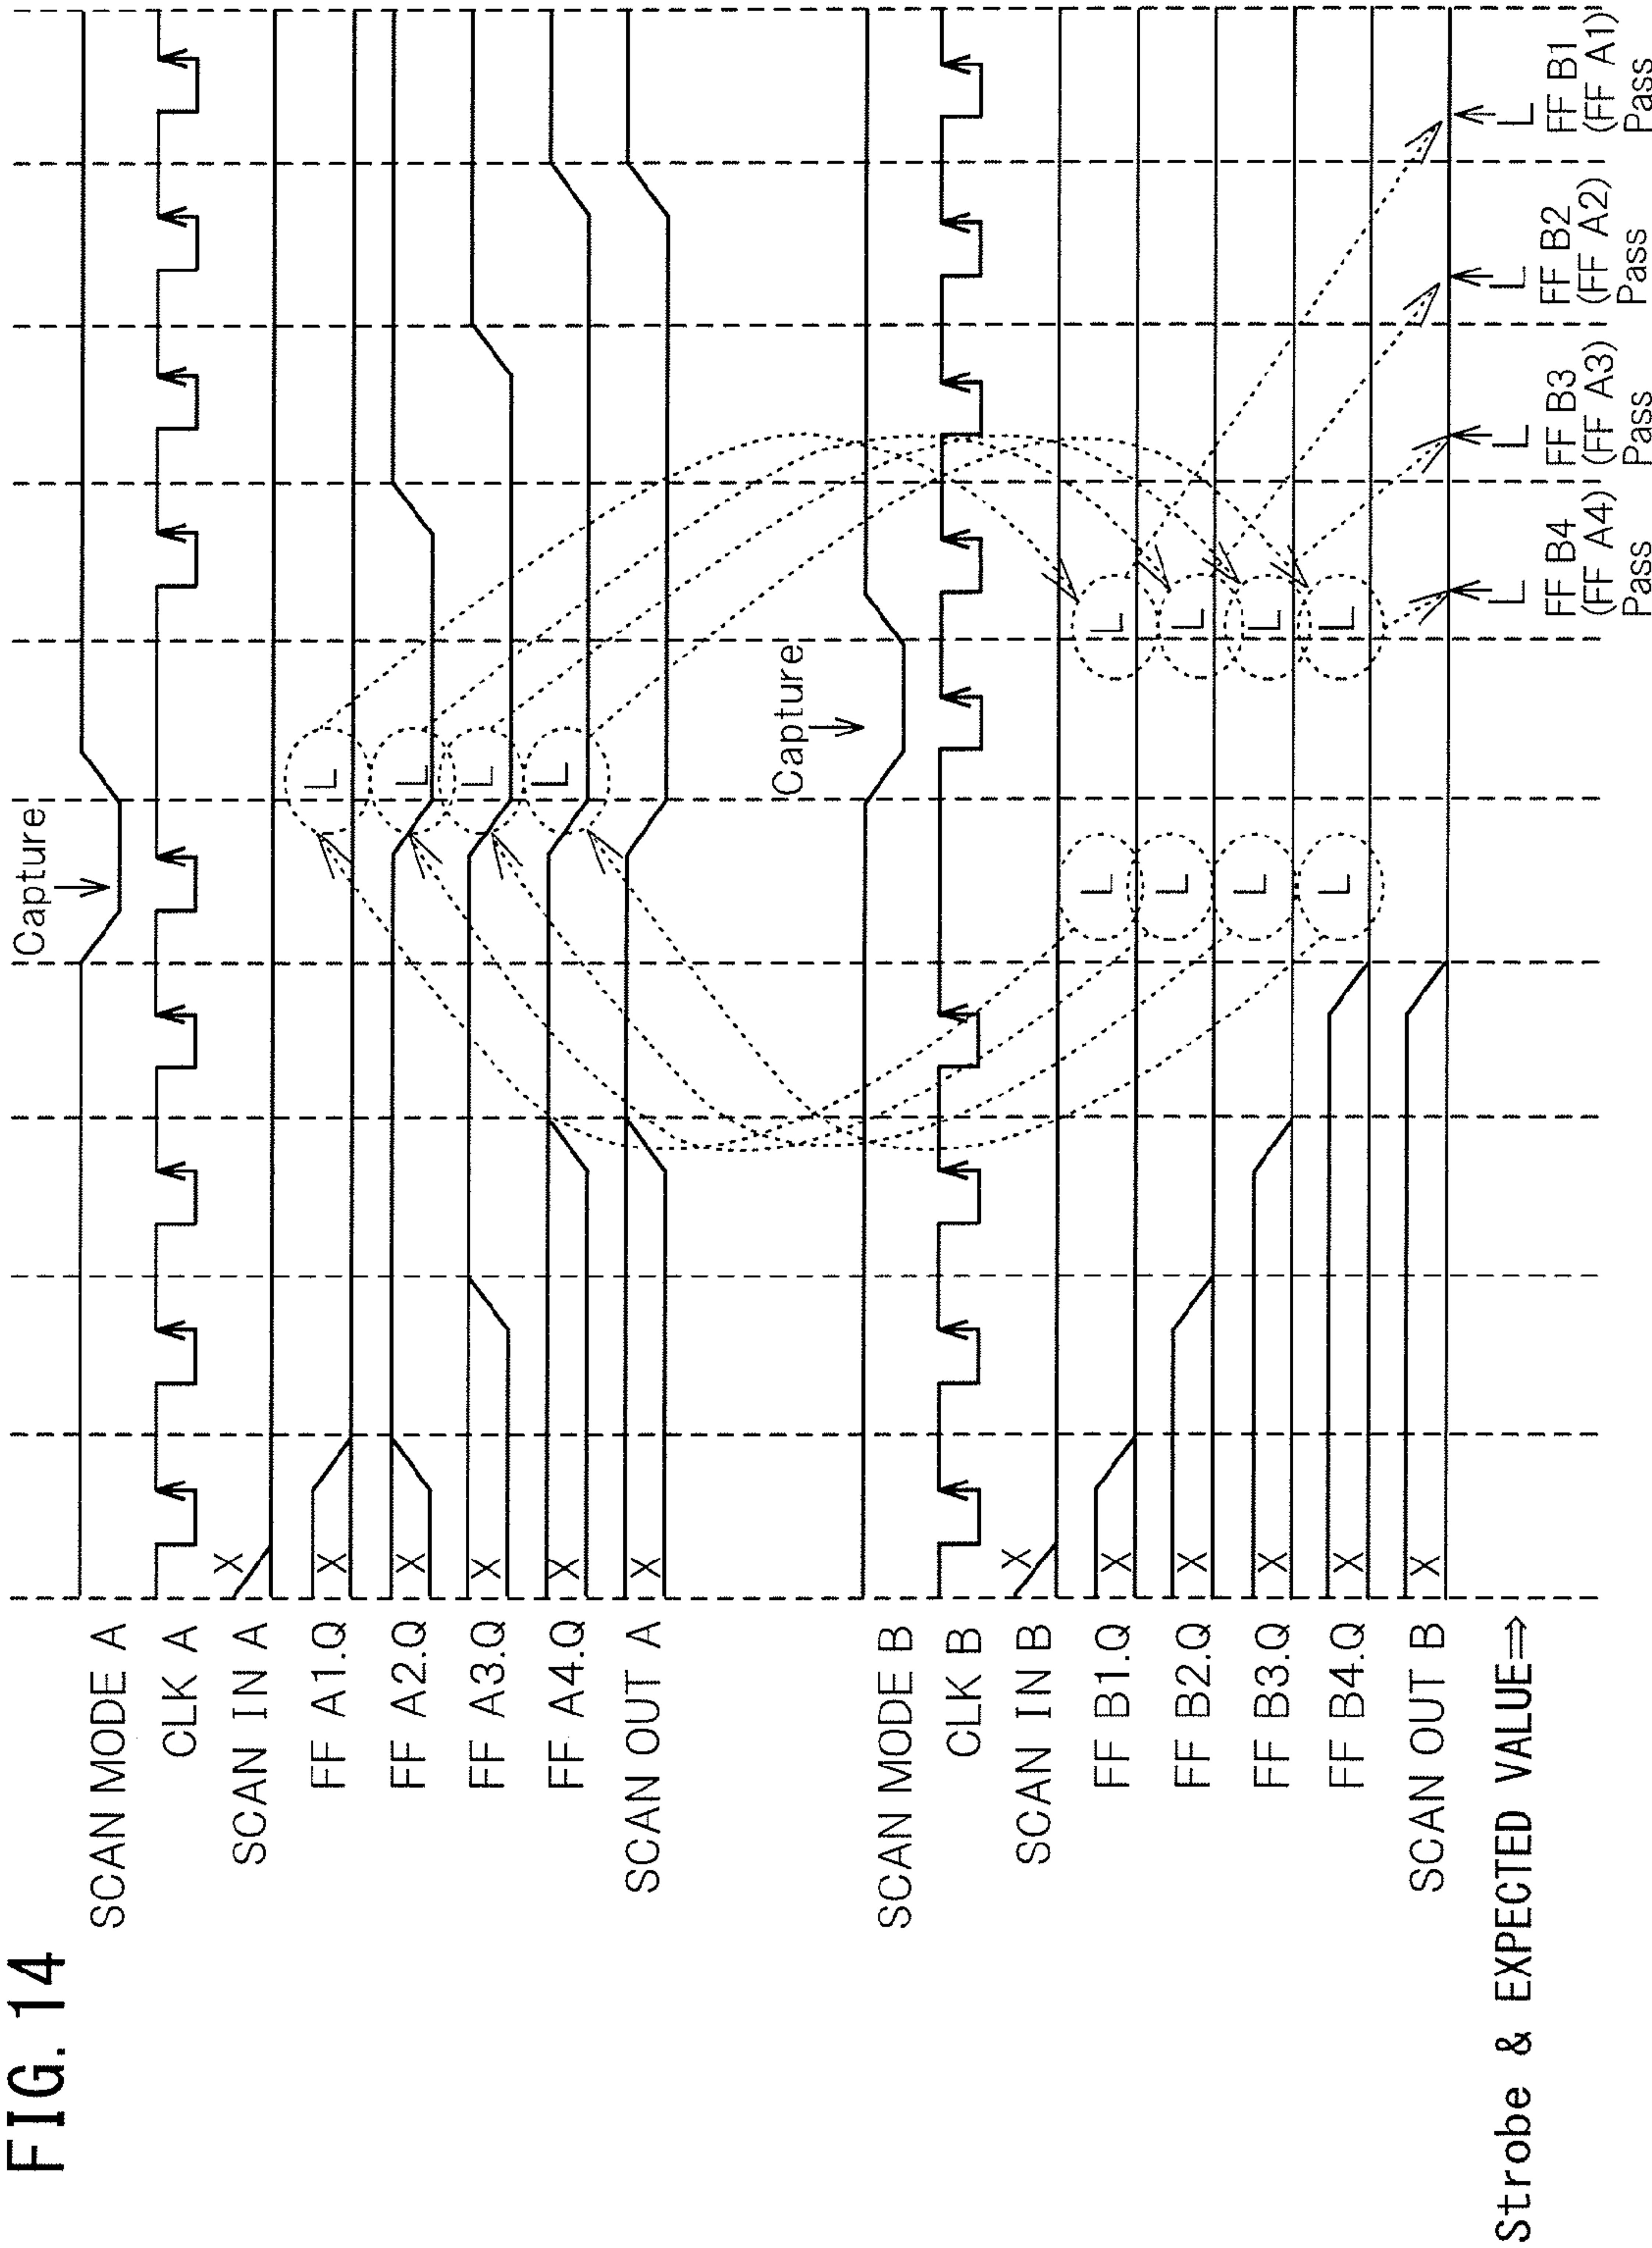 FIG. 14
Capture
SCAN MODE A
CLK A
SCAN IN A
X
FF A1.Q
X
L
FF A2.Q
X
L
FF A3.Q
X
L
FF A4.Q
X
L
SCAN OUT A
X
Capture
SCAN MODE B
CLK B
SCAN IN B
X
FF B1.Q
X
L
L
FF B2.Q
X
L
L
FF B3.Q
X
L
L
FF B4.Q
X
L
L
SCAN OUT B
X
Strobe & EXPECTED VALUE⇒
L
L
L
L
FF B4
(FF A4)
Pass
FF B3
(FF A3)
Pass
FF B2
(FF A2)
Pass
FF B1
(FF A1)
Pass